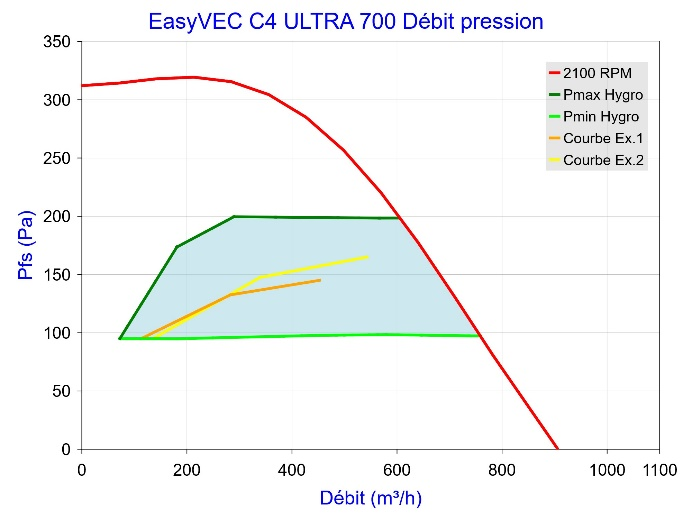 EasyVEC C4 ULTRA 700 Débit pression
350
300
250
200
150
100
50
0
Pfs (Pa)
2100 RPM
Pmax Hygro
Pmin Hygro
Courbe Ex.1
Courbe Ex.2
0 200 400 600 800 1000 1100
Débit (m³/h)